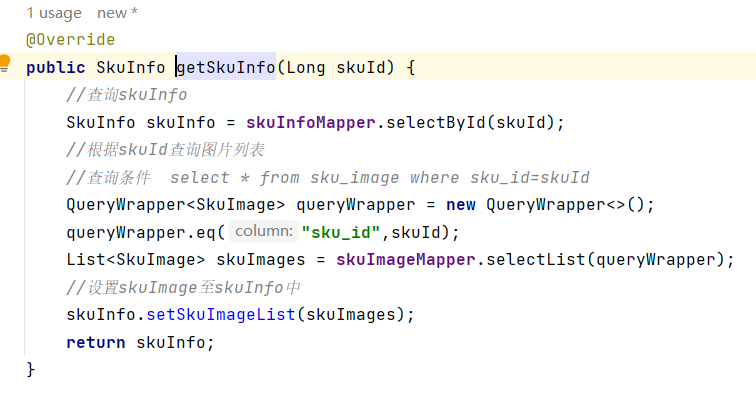 1 usage   new *
@Override
public SkuInfo getSkuInfo(Long skuId) {
    //查询skuInfo
    SkuInfo skuInfo = skuInfoMapper.selectById(skuId);
    //根据skuId查询图片列表
    //查询条件  select * from sku_image where sku_id=skuId
    QueryWrapper<SkuImage> queryWrapper = new QueryWrapper<>();
    queryWrapper.eq( column: "sku_id",skuId);
    List<SkuImage> skuImages = skuImageMapper.selectList(queryWrapper);
    //设置skuImage至skuInfo中
    skuInfo.setSkuImageList(skuImages);
    return skuInfo;
}